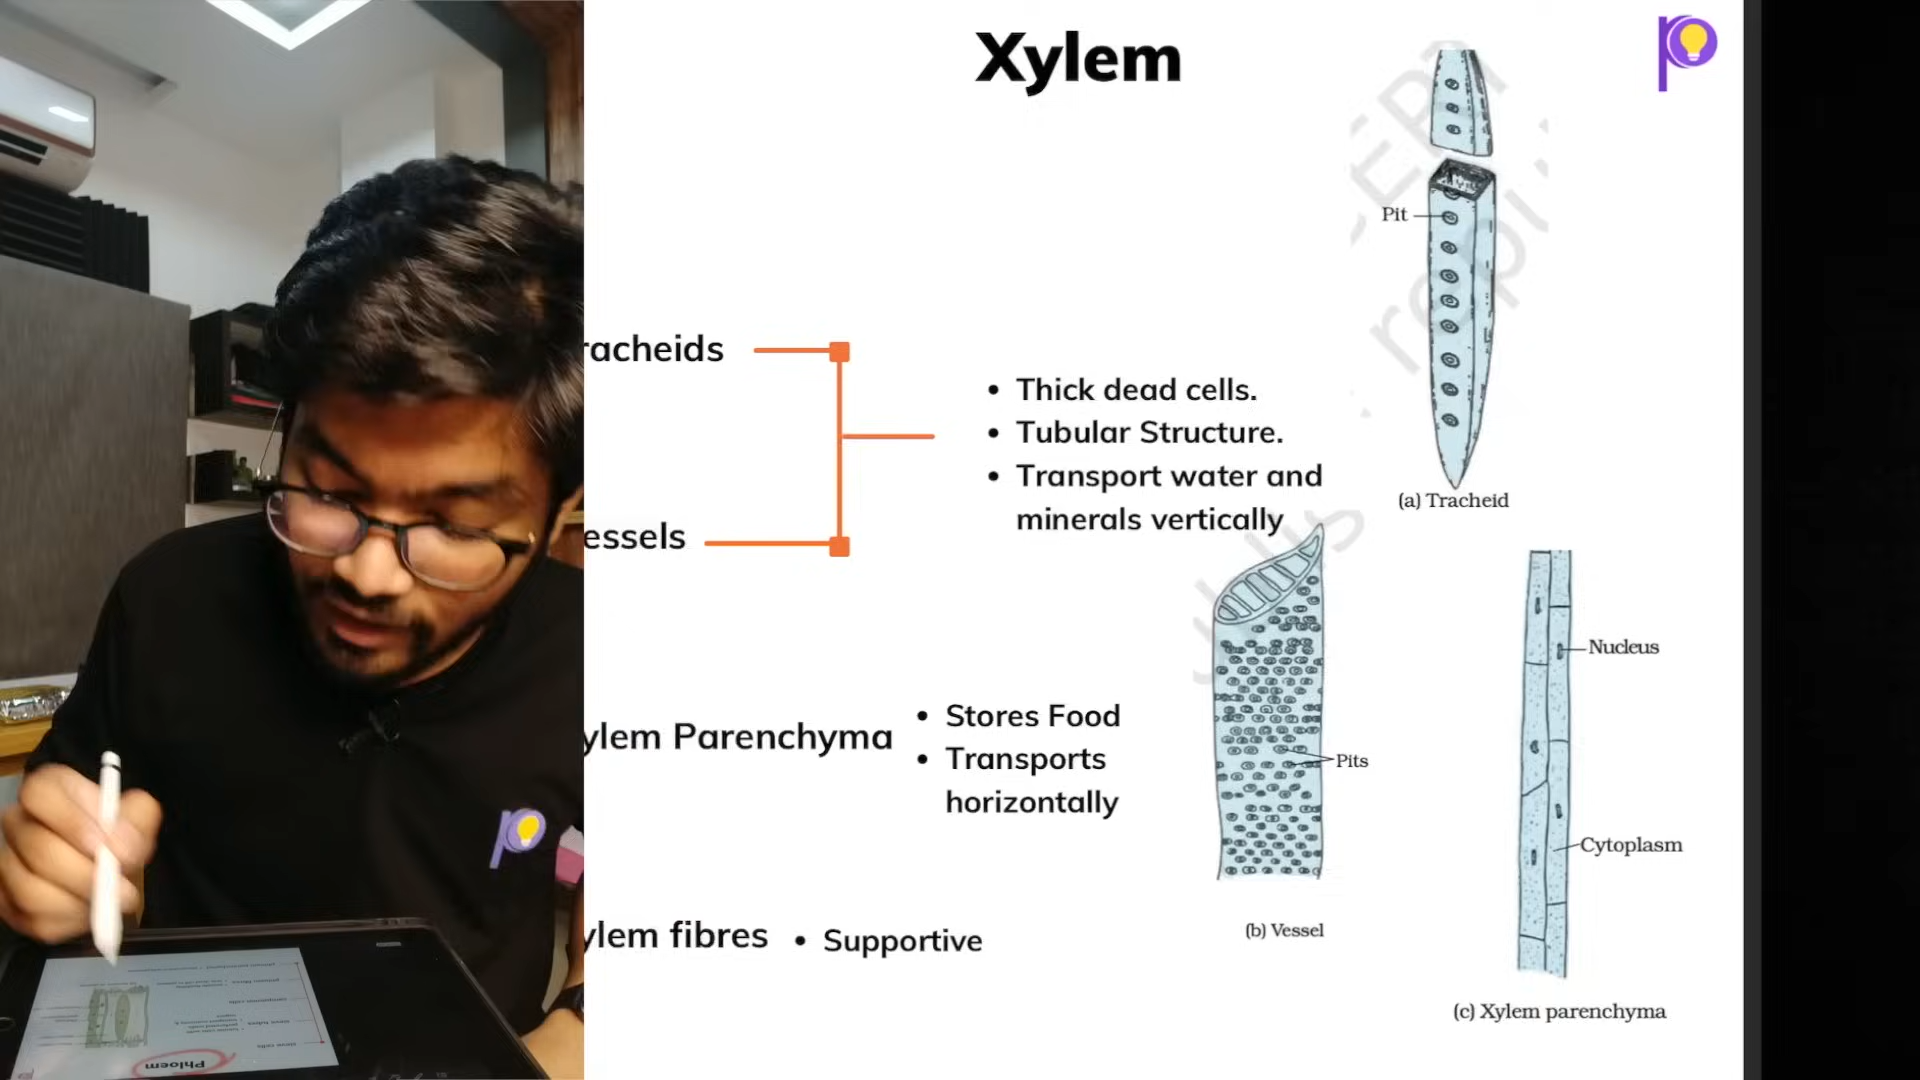 Xylem
Pit
racheids
Thick dead cells.
Tubular Structure.
Transport water and
minerals vertically
(a) Tracheid
essels
Nucleus
ylem Parenchyma
Stores Food
Transports
horizontally
Pits
Cytoplasm
(b) Vessel
ylem fibres
Supportive
(c) Xylem parenchyma
Phloem